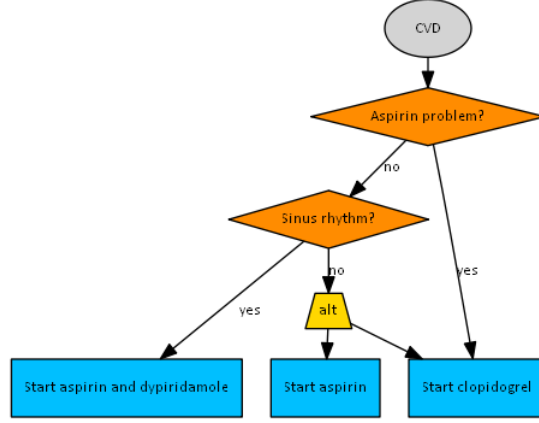 CVD
Aspirin problem?
no
Sinus rhythm?
no
yes
yes
alt
Start aspirin and dypiridamole
Start aspirin
Start clopidogrel